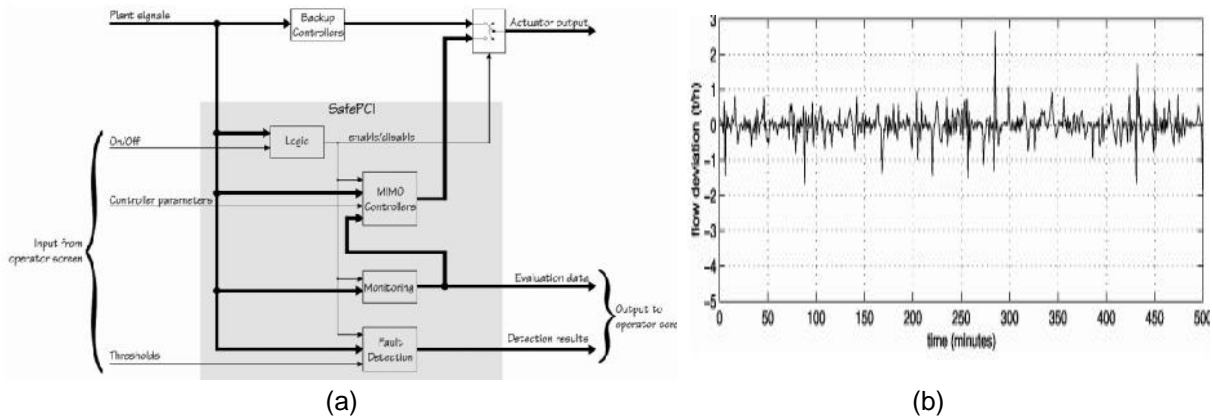 Plant signals
Backup
Controllers
Actuator output
SafePCI
Logic
enable/disable
On/Off
MIMO
Controllers
Controller parameters
Input from
operator screen
Monitoring
Evaluation data
Output to
operator scre
Fault
Detection
Detection results
Thresholds
(a)
flow deviation (t/h)
3
2
1
0
-1
-2
-3
-4
-5
0 50 100 150 200 250 300 350 400 450 500
time (minutes)
(b)